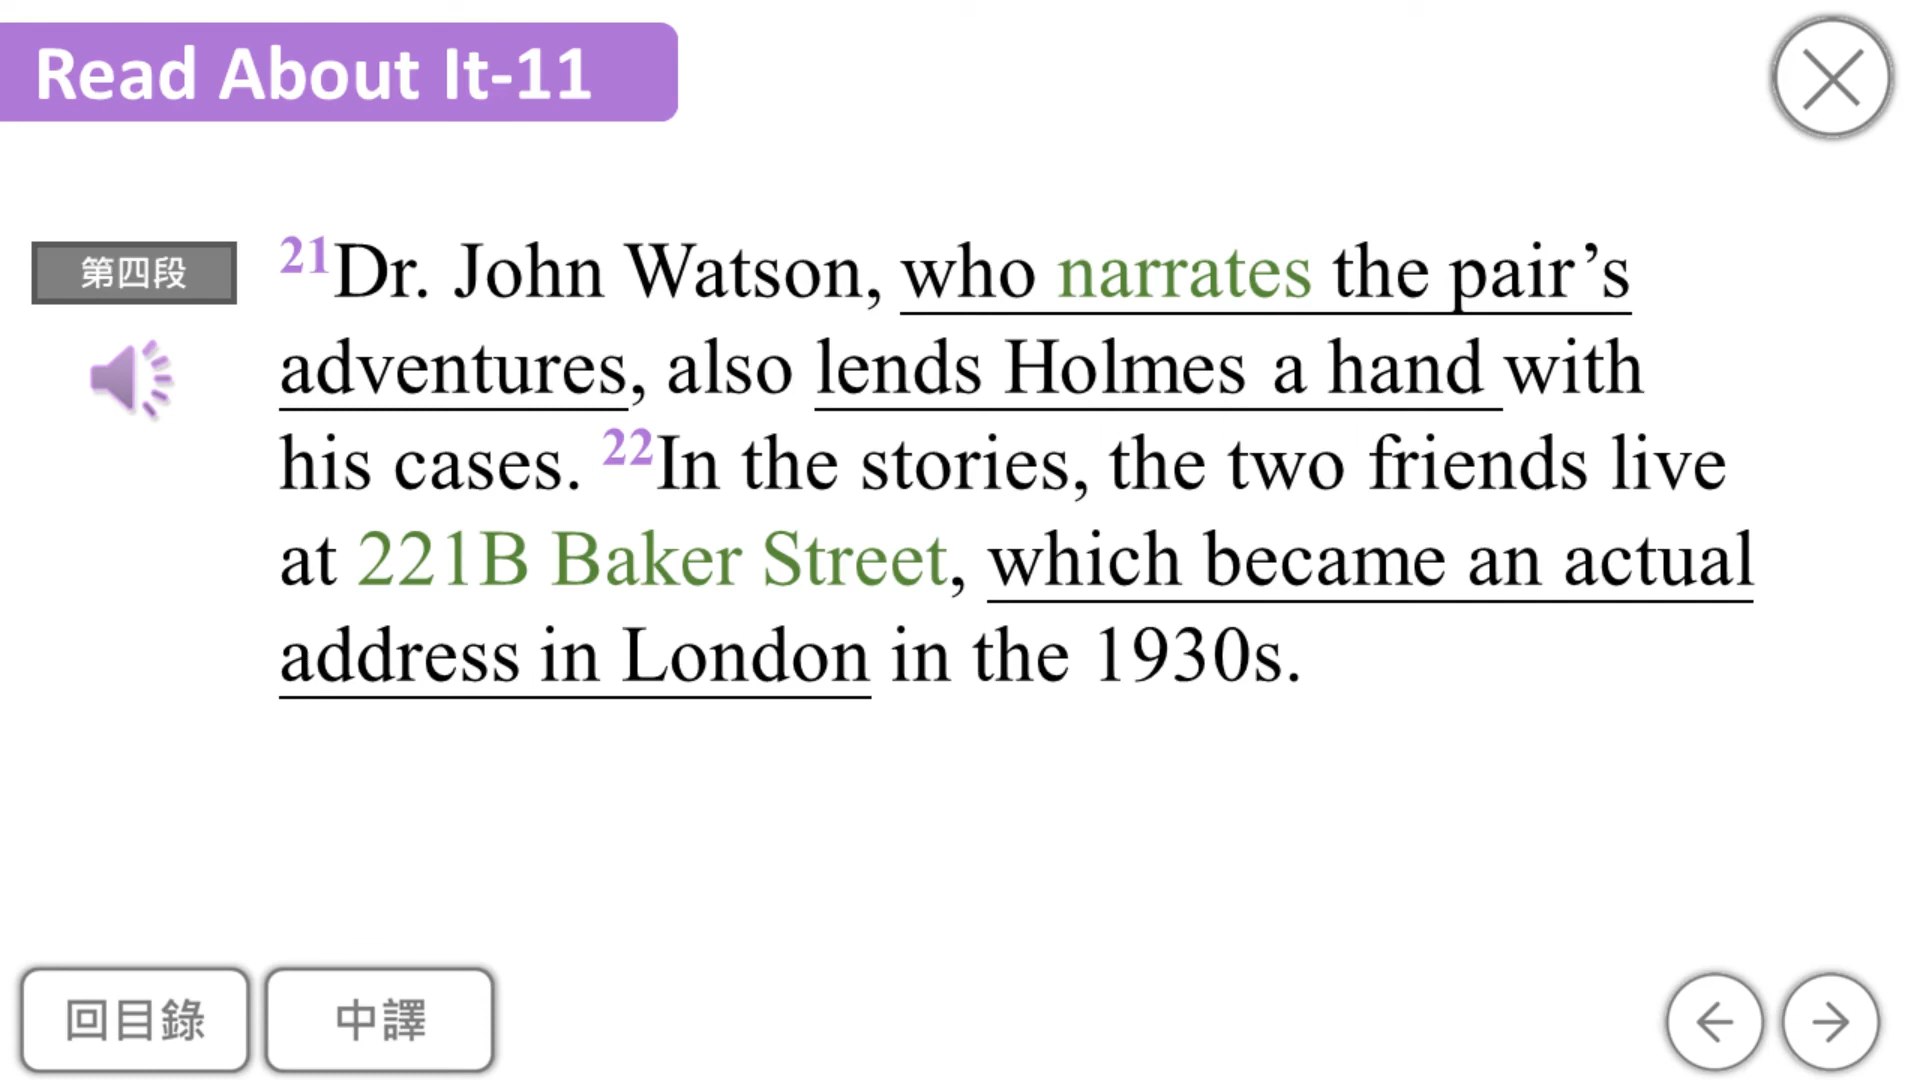 Read About It-11
第四段
21Dr. John Watson, who narrates the pair’s
adventures, also lends Holmes a hand with
his cases. 22In the stories, the two friends live
at 221B Baker Street, which became an actual
address in London in the 1930s.
回目錄
中譯